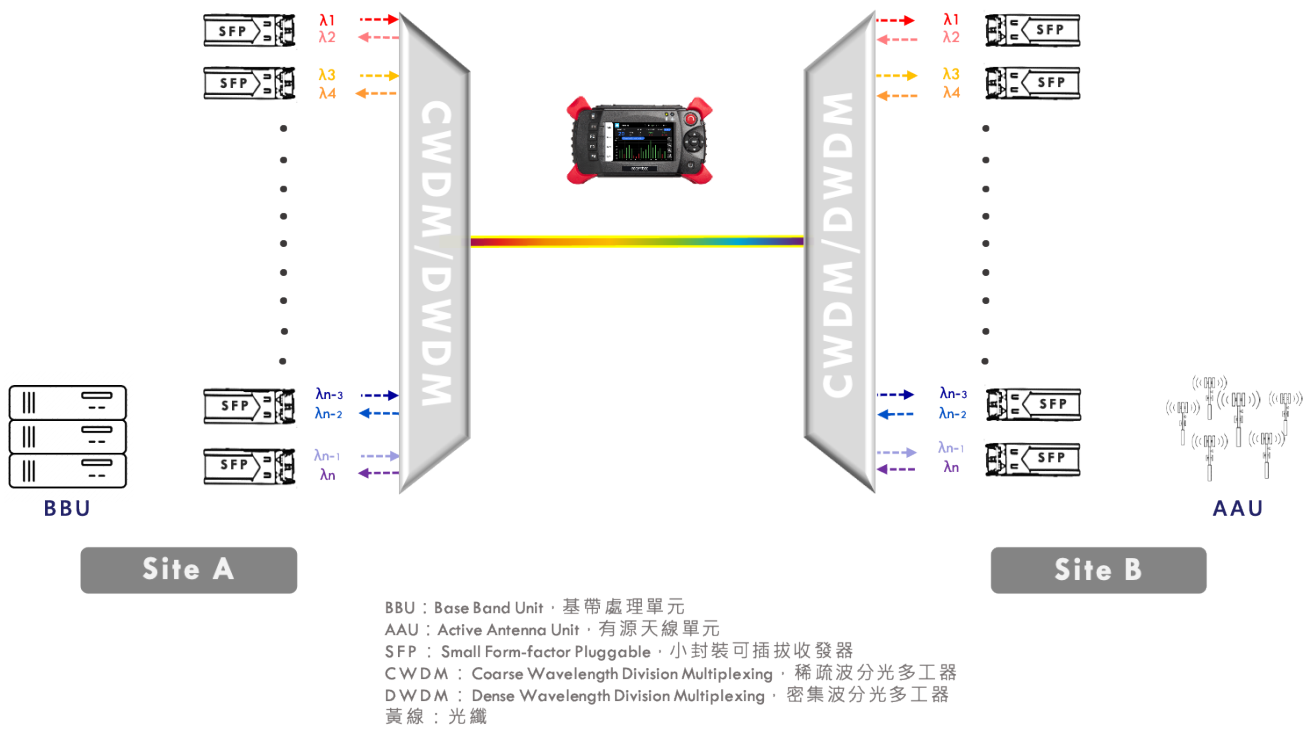 SFP λ1 λ1 SFP
λ2 λ2
SFP λ3 λ3 SFP
λ4 λ4
CWDM/DWDM
CWDM/DWDM
SFP λn-3 λn-3 SFP
λn-2 λn-2
SFP λn-1 λn-1 SFP
λn λn
BBU AAU
Site A Site B
BBU：Base Band Unit，基帶處理單元
AAU：Active Antenna Unit，有源天線單元
SFP：Small Form-factor Pluggable，小封裝可插拔收發器
CWDM：Coarse Wavelength Division Multiplexing，稀疏波分光多工器
DWDM：Dense Wavelength Division Multiplexing，密集波分光多工器
黃線：光纖